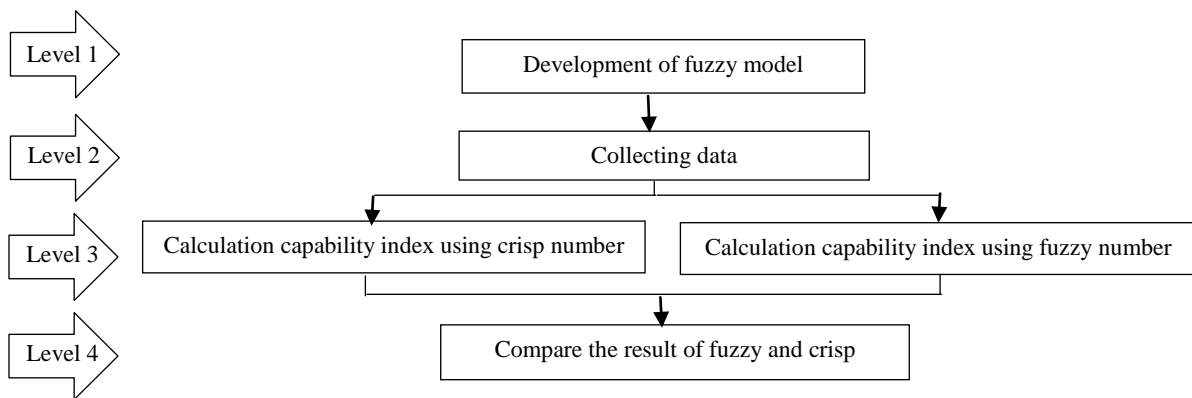 Level 1
Development of fuzzy model
Level 2
Collecting data
Level 3
Calculation capability index using crisp number
Calculation capability index using fuzzy number
Level 4
Compare the result of fuzzy and crisp